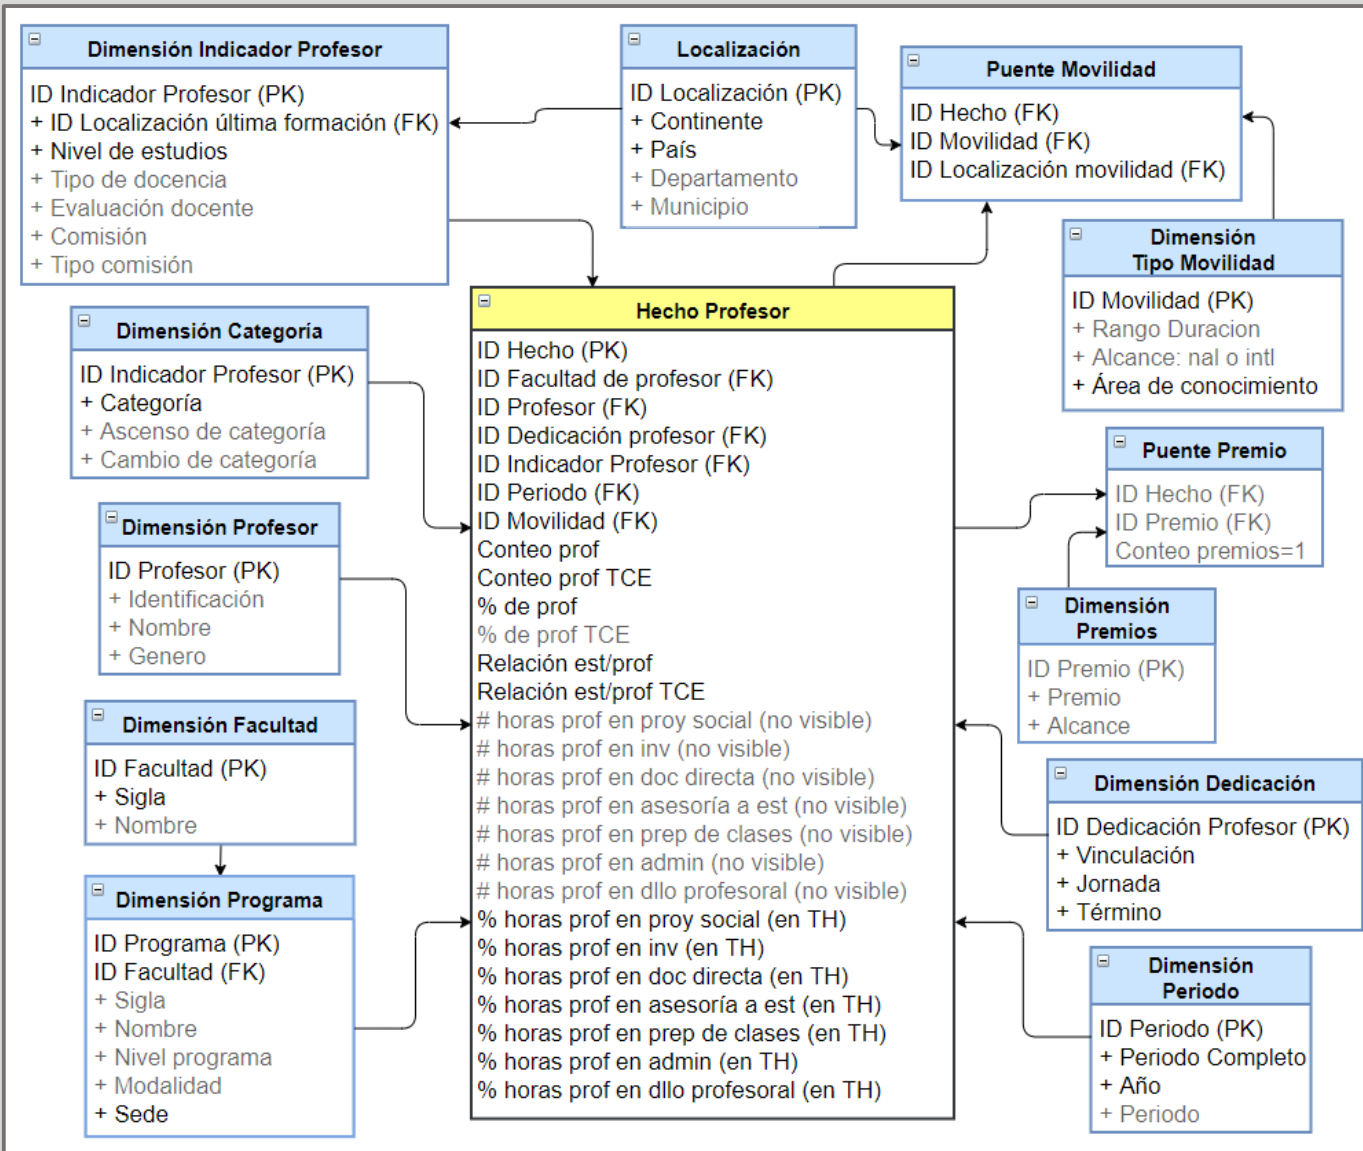 Dimensión Indicador Profesor
ID Indicador Profesor (PK)
+ ID Localización última formación (FK)
+ Nivel de estudios
+ Tipo de docencia
+ Evaluación docente
+ Comisión
+ Tipo comisión
Localización
ID Localización (PK)
+ Continente
+ País
+ Departamento
+ Municipio
Puente Movilidad
ID Hecho (FK)
ID Movilidad (FK)
ID Localización movilidad (FK)
Dimensión
Tipo Movilidad
ID Movilidad (PK)
+ Rango Duracion
+ Alcance: nal o intl
+ Área de conocimiento
Dimensión Categoría
ID Indicador Profesor (PK)
+ Categoría
+ Ascenso de categoría
+ Cambio de categoría
Dimensión Profesor
ID Profesor (PK)
+ Identificación
+ Nombre
+ Genero
Dimensión Facultad
ID Facultad (PK)
+ Sigla
+ Nombre
Dimensión Programa
ID Programa (PK)
ID Facultad (FK)
+ Sigla
+ Nombre
+ Nivel programa
+ Modalidad
+ Sede
Hecho Profesor
ID Hecho (PK)
ID Facultad de profesor (FK)
ID Profesor (FK)
ID Dedicación profesor (FK)
ID Indicador Profesor (FK)
ID Periodo (FK)
ID Movilidad (FK)
Conteo prof
Conteo prof TCE
% de prof
% de prof TCE
Relación est/prof
Relación est/prof TCE
# horas prof en proy social (no visible)
# horas prof en inv (no visible)
# horas prof en doc directa (no visible)
# horas prof en asesoría a est (no visible)
# horas prof en prep de clases (no visible)
# horas prof en admin (no visible)
# horas prof en dllo profesoral (no visible)
% horas prof en proy social (en TH)
% horas prof en inv (en TH)
% horas prof en doc directa (en TH)
% horas prof en asesoría a est (en TH)
% horas prof en prep de clases (en TH)
% horas prof en admin (en TH)
% horas prof en dllo profesoral (en TH)
Puente Premio
ID Hecho (FK)
ID Premio (FK)
Conteo premios=1
Dimensión
Premios
ID Premio (PK)
+ Premio
+ Alcance
Dimensión Dedicación
ID Dedicación Profesor (PK)
+ Vinculación
+ Jornada
+ Término
Dimensión
Periodo
ID Periodo (PK)
+ Periodo Completo
+ Año
+ Periodo